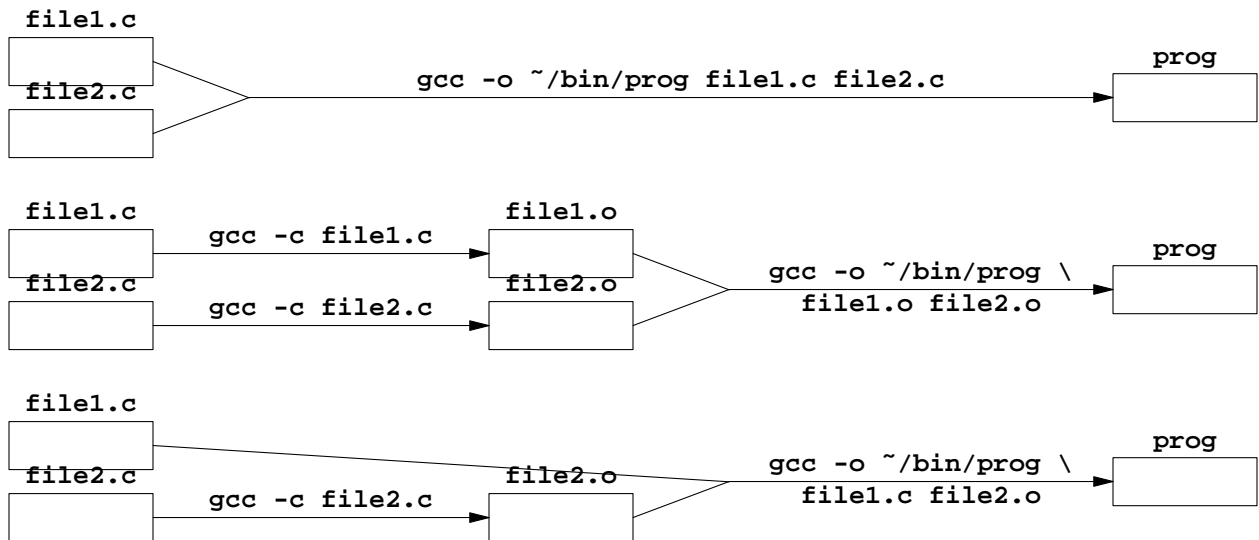 file1.c
file2.c
gcc -o ~/bin/prog file1.c file2.c
prog
file1.c
gcc -c file1.c
file1.o
file2.c
gcc -c file2.c
file2.o
gcc -o ~/bin/prog \
file1.o file2.o
prog
file1.c
file2.c
gcc -c file2.c
file2.o
gcc -o ~/bin/prog \
file1.c file2.o
prog